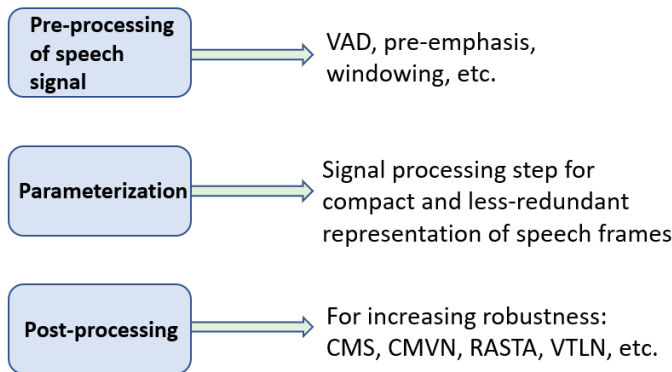 Pre-processing
of speech
signal
VAD, pre-emphasis,
windowing, etc.
Parameterization
Signal processing step for
compact and less-redundant
representation of speech frames
Post-processing
For increasing robustness:
CMS, CMVN, RASTA, VTLN, etc.